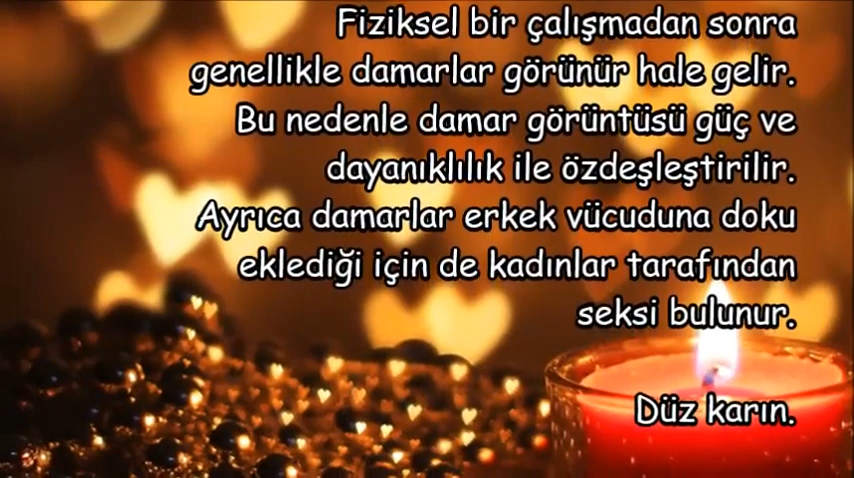 Fiziksel bir çalışmadan sonra
genellikle damarlar görünür hale gelir.
Bu nedenle damar görüntüsü güç ve
dayanıklılık ile özdeşleştirilir.
Ayrıca damarlar erkek vücuduna doku
eklediği için de kadınlar tarafından
seksi bulunur.
Düz karın.